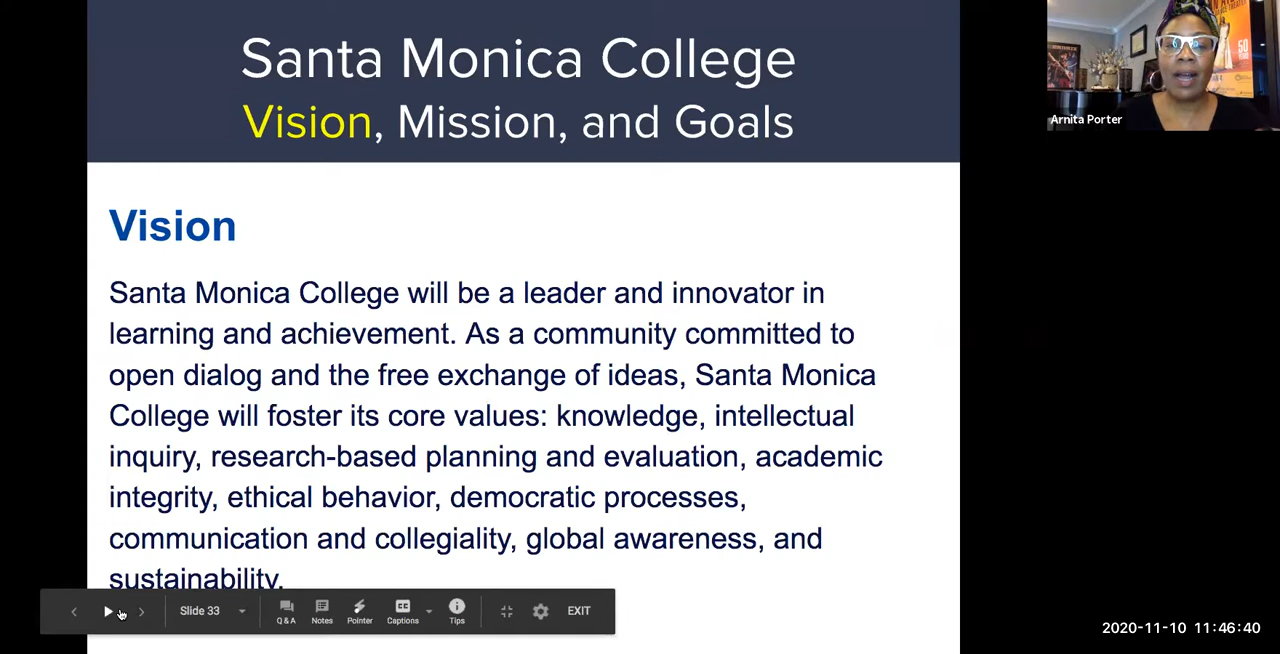 Santa Monica College
Vision, Mission, and Goals
Arnita Porter
50
Vision
Santa Monica College will be a leader and innovator in
learning and achievement. As a community committed to
open dialog and the free exchange of ideas, Santa Monica
College will foster its core values: knowledge, intellectual
inquiry, research-based planning and evaluation, academic
integrity, ethical behavior, democratic processes,
communication and collegiality, global awareness, and
sustainability.
Slide 33
Q & A
Notes
Pointer
CC
Captions
Tips
EXIT
2020-11-10 11:46:40